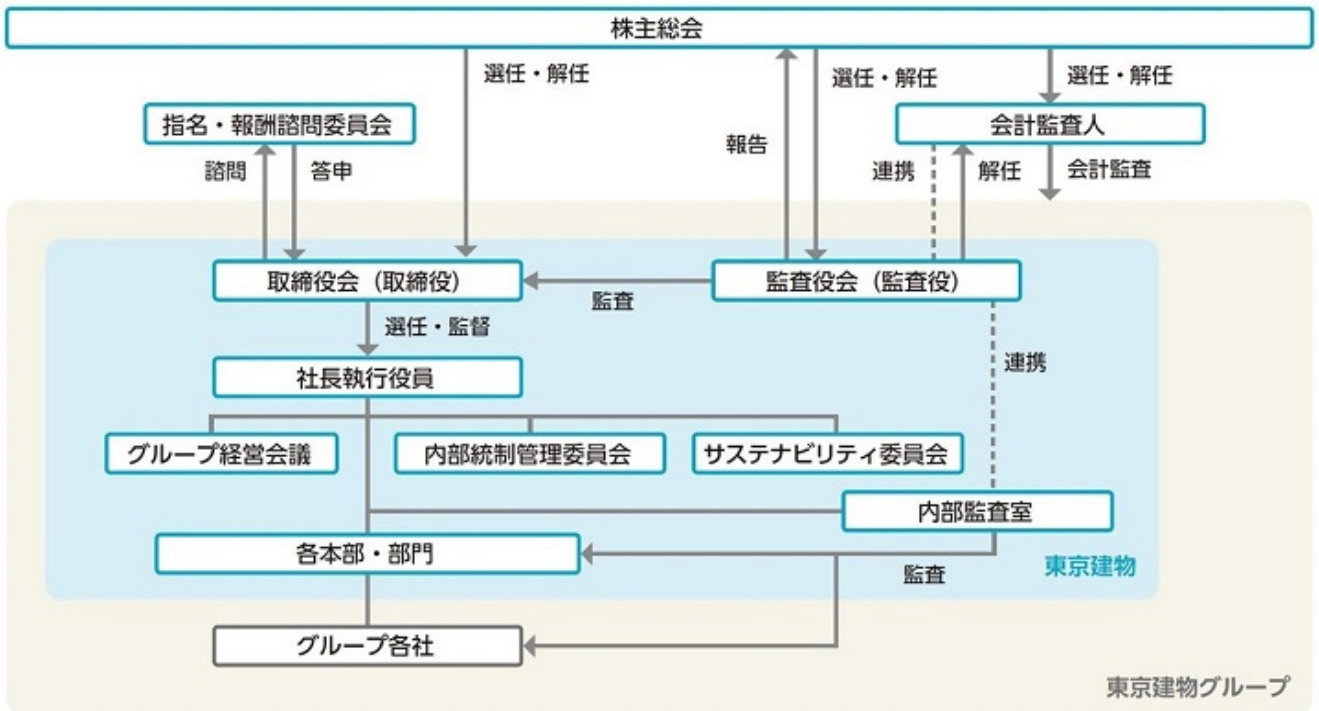 株主総会
選任・解任
選任・解任
選任・解任
指名・報酬諮問委員会
会計監査人
報告
諮問
答申
連携
解任
会計監査
取締役会（取締役）
監査役会（監査役）
監査
選任・監督
社長執行役員
連携
グループ経営会議
内部統制管理委員会
サステナビリティ委員会
内部監査室
各本部・部門
監査
東京建物
グループ各社
東京建物グループ